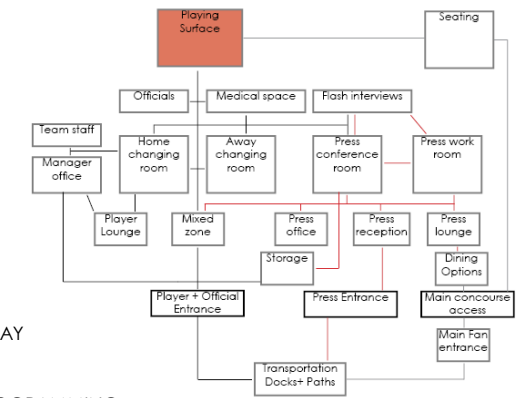 Playing
Surface
Seating
Officials
Medical space
Flash interviews
Team staff
Home
changing
room
Away
changing
room
Press
conference
room
Press work
room
Manager
office
Player
Lounge
Mixed
zone
Press
office
Press
reception
Press
lounge
Storage
Dining
Options
Player + Official
Entrance
Press Entrance
Main concourse
access
AY
Main Fan
entrance
Transportation
Docks+ Paths